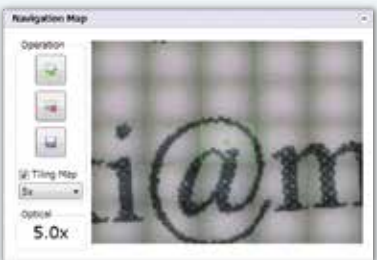 Navigation Map
Operation
Tiling Map
5x
Optical
5.0x
i@m